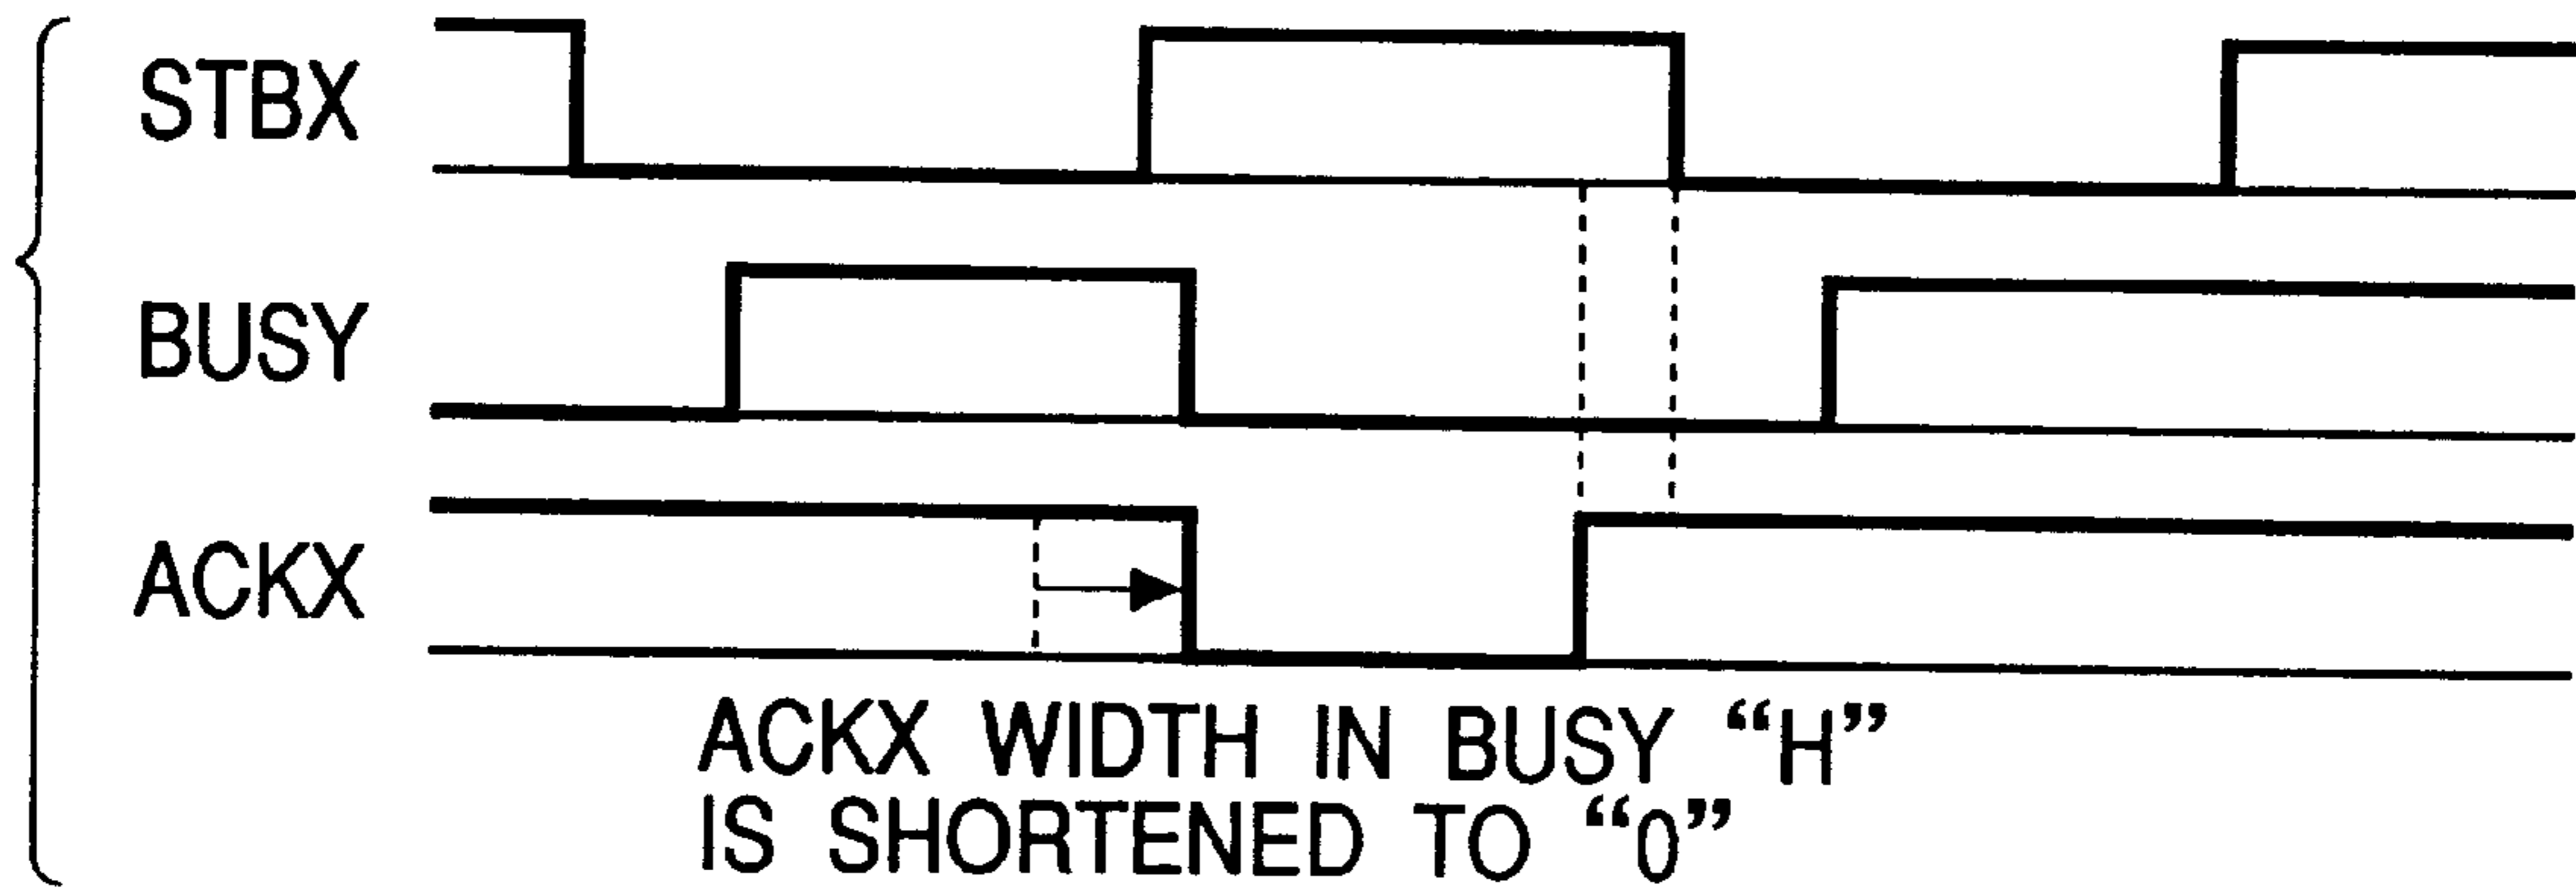 STBX
BUSY
ACKX
ACKX WIDTH IN BUSY “H”
IS SHORTENED TO “0”